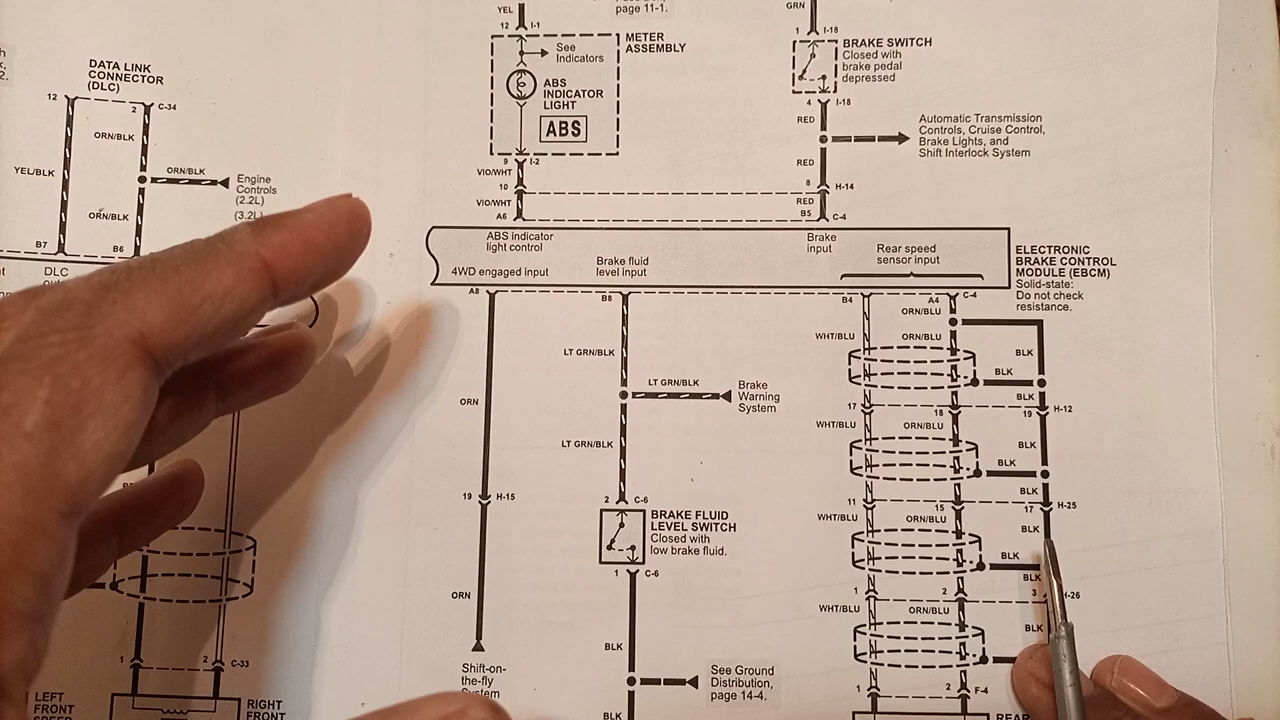 YEL
page 11-1.
GRN
12
I-1
1
I-18
METER
ASSEMBLY
See
Indicators
ABS
INDICATOR
LIGHT
ABS
9
I-2
VIO/WHT
10
VIO/WHT
A6
BRAKE SWITCH
Closed with
brake pedal
depressed
4
I-18
RED
Automatic Transmission
Controls, Cruise Control,
Brake Lights, and
Shift Interlock System
RED
8
H-14
RED
B5
C-4
DATA LINK
CONNECTOR
(DLC)
12
2
C-34
ORN/BLK
YEL/BLK
ORN/BLK
Engine
Controls
(2.2L)
(3.2L)
ORN/BLK
B7
B6
DLC
ABS indicator
light control
Brake
input
4WD engaged input
Brake fluid
level input
Rear speed
sensor input
ELECTRONIC
BRAKE CONTROL
MODULE (EBCM)
Solid-state:
Do not check
resistance.
A8
B8
B4
A4
C-4
ORN/BLU
WHT/BLU
ORN/BLU
BLK
BLK
BLK
LT GRN/BLK
LT GRN/BLK
Brake
Warning
System
ORN
17
18
19
H-12
WHT/BLU
ORN/BLU
BLK
LT GRN/BLK
BLK
BLK
19
H-15
2
C-6
11
15
17
H-25
BRAKE FLUID
LEVEL SWITCH
Closed with
low brake fluid.
WHT/BLU
ORN/BLU
BLK
BLK
BLK
1
C-6
ORN
1
2
3
H-26
WHT/BLU
ORN/BLU
BLK
BLK
Shift-on-
the-fly
System
See Ground
Distribution,
page 14-4.
BLK
1
2
F-4
REAR
1
2
C-33
LEFT
FRONT
SPEED
RIGHT
FRONT